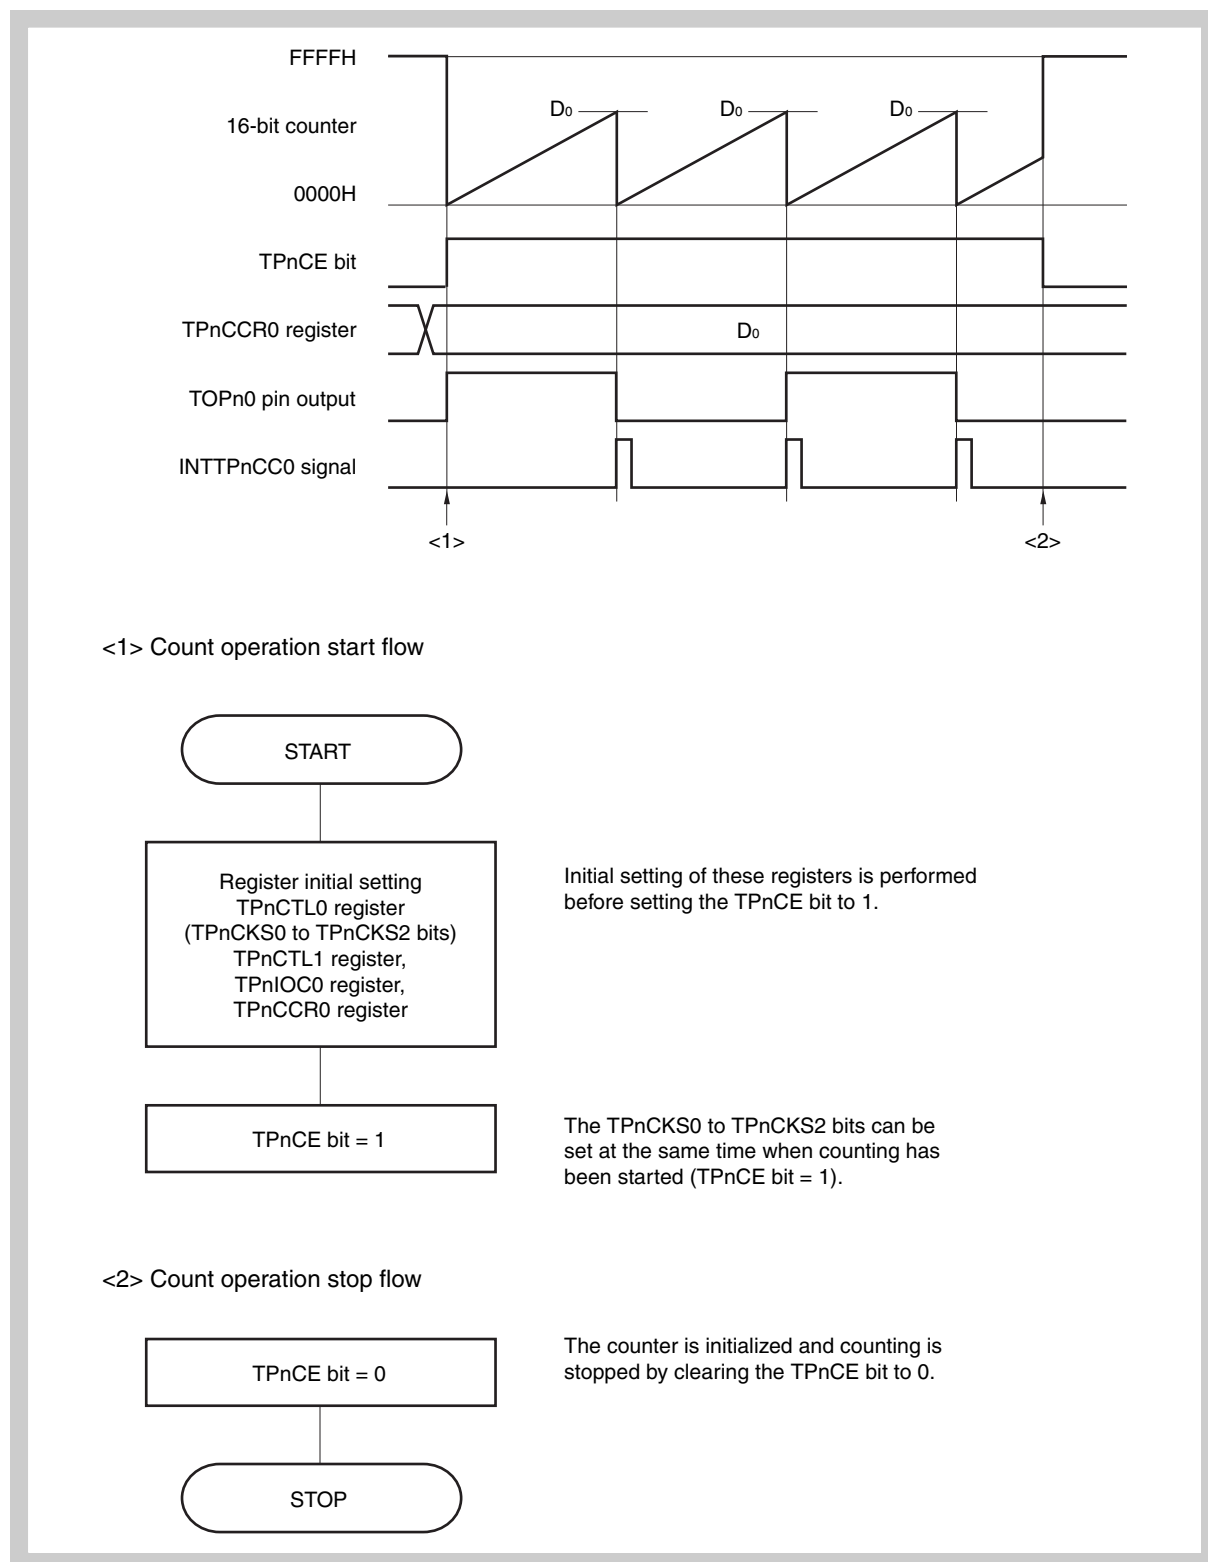 FFFFH
D0 D0 D0
16-bit counter
0000H
TPnCE bit
TPnCCR0 register
D0
TOPn0 pin output
INTTPnCC0 signal
<1> <2>
<1> Count operation start flow
START
Register initial setting
TPnCTL0 register
(TPnCKS0 to TPnCKS2 bits)
TPnCTL1 register,
TPnIOC0 register,
TPnCCR0 register
Initial setting of these registers is performed
before setting the TPnCE bit to 1.
TPnCE bit = 1
The TPnCKS0 to TPnCKS2 bits can be
set at the same time when counting has
been started (TPnCE bit = 1).
<2> Count operation stop flow
TPnCE bit = 0
The counter is initialized and counting is
stopped by clearing the TPnCE bit to 0.
STOP